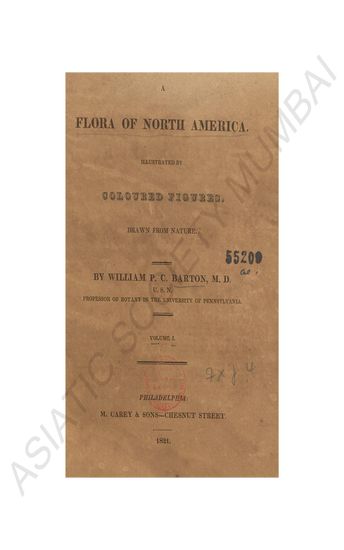 A
FLORA OF NORTH AMERICA.
ILLUSTRATED BY
COLOURED FIGURES,
DRAWN FROM NATURE.
55209
BY WILLIAM P. C. BARTON, M. D.
U. S. N.
PROFESSOR OF BOTANY IN THE UNIVERSITY OF PENNSYLVANIA.
VOLUME I.
PHILADELPHIA:
M. CAREY & SONS—CHESNUT STREET.
1821.
ASIATIC SOCIETY MUMBAI